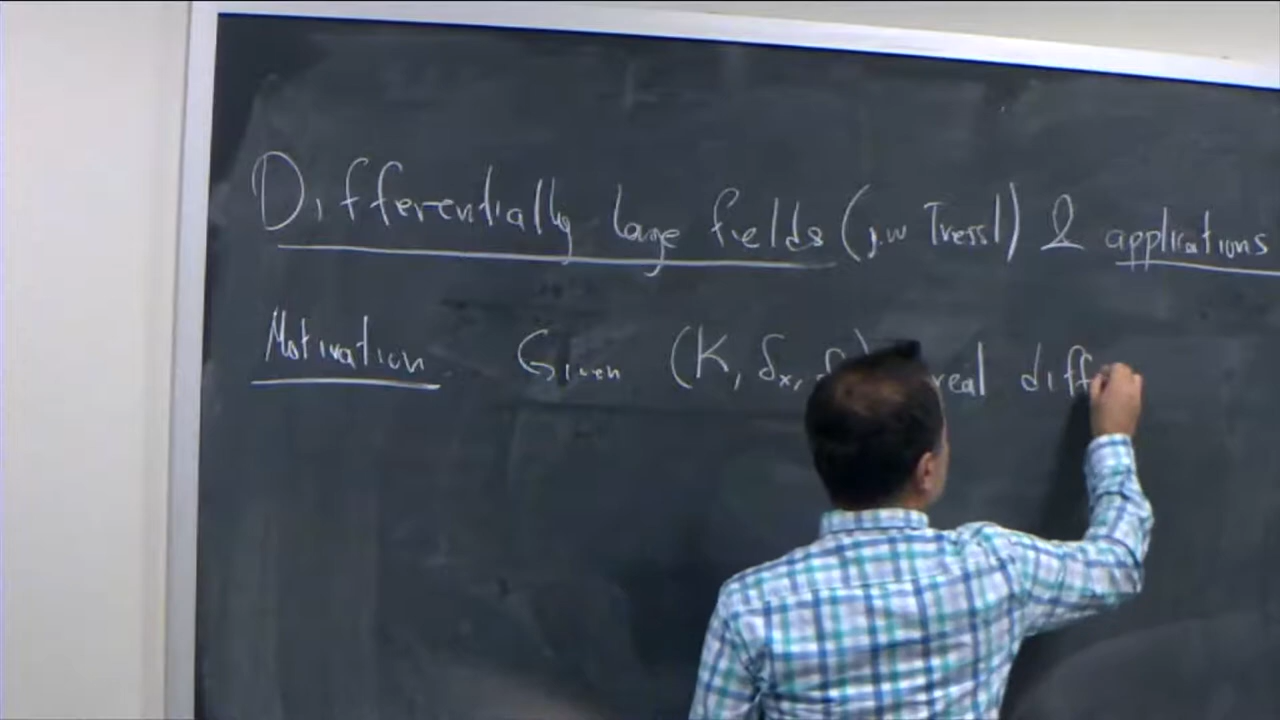 Differentially large fields (j.w Tressl) & applications
Motivation Given (K, δx, real diff